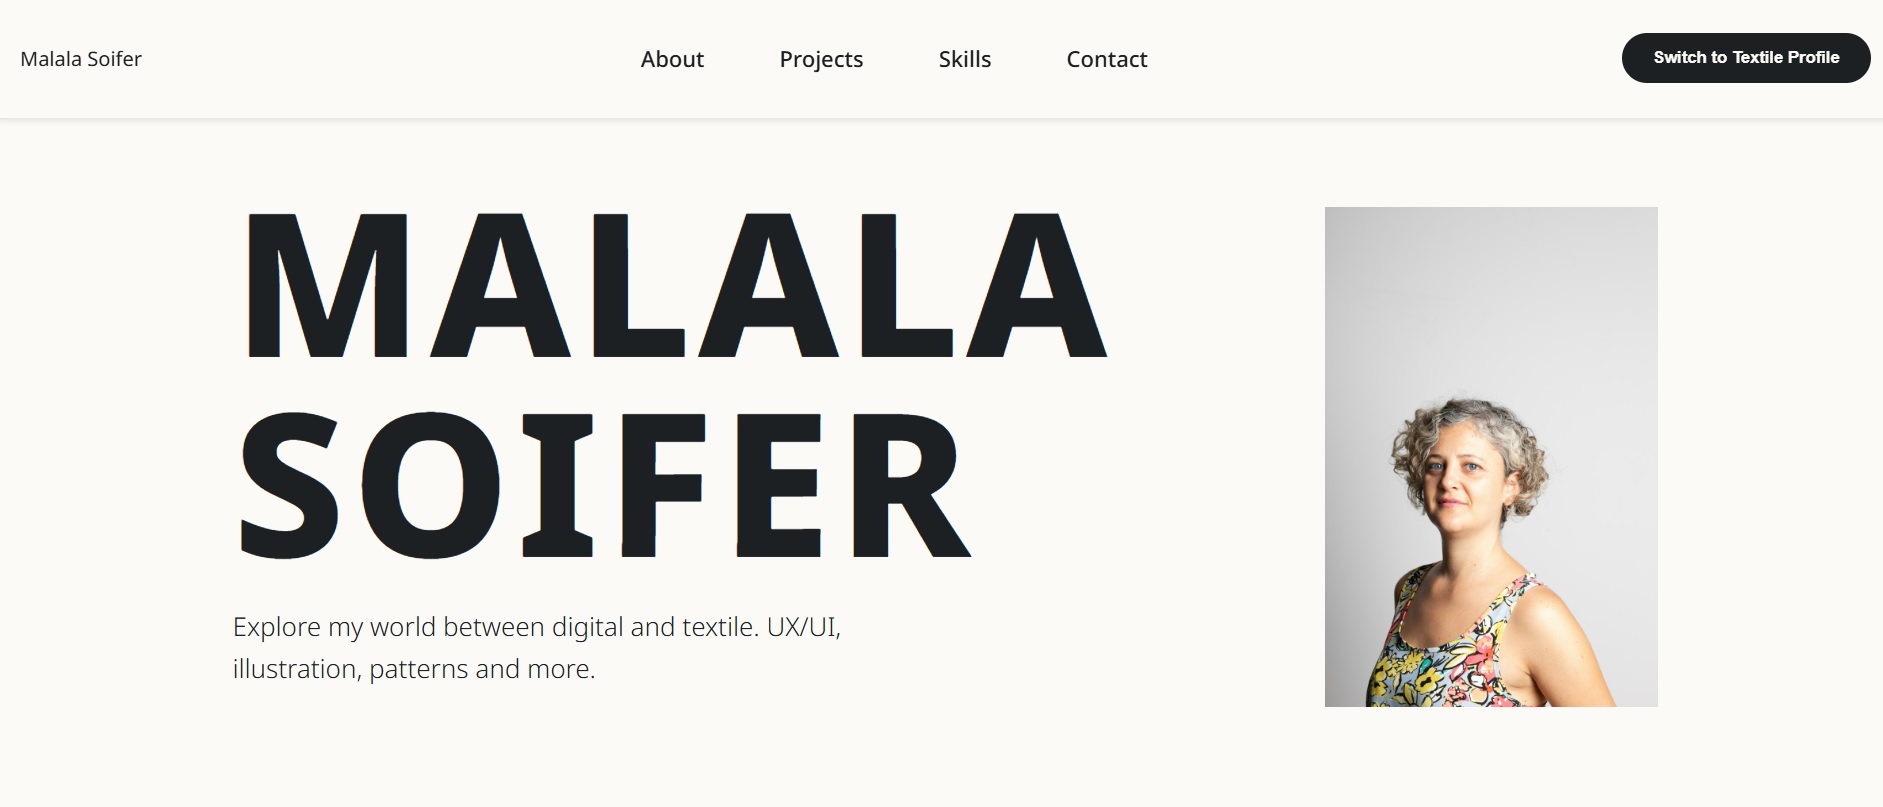 Malala Soifer
About Projects Skills Contact
Switch to Textile Profile
MALALA
SOIFER
Explore my world between digital and textile. UX/UI,
illustration, patterns and more.